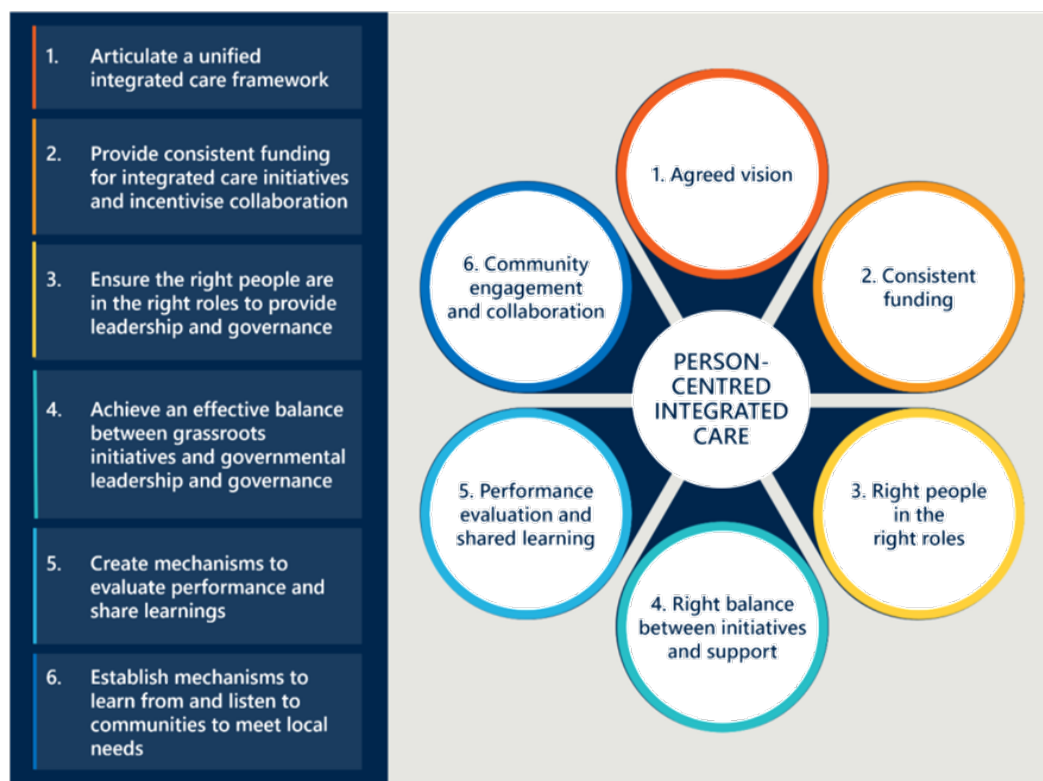 1. Articulate a unified
integrated care framework
2. Provide consistent funding
for integrated care initiatives
and incentivise collaboration
3. Ensure the right people are
in the right roles to provide
leadership and governance
4. Achieve an effective balance
between grassroots
initiatives and governmental
leadership and governance
5. Create mechanisms to
evaluate performance and
share learnings
6. Establish mechanisms to
learn from and listen to
communities to meet local
needs
1. Agreed vision
2. Consistent
funding
3. Right people
in the
right roles
4. Right balance
between initiatives
and support
5. Performance
evaluation and
shared learning
6. Community
engagement
and collaboration
PERSON-
CENTRED
INTEGRATED
CARE